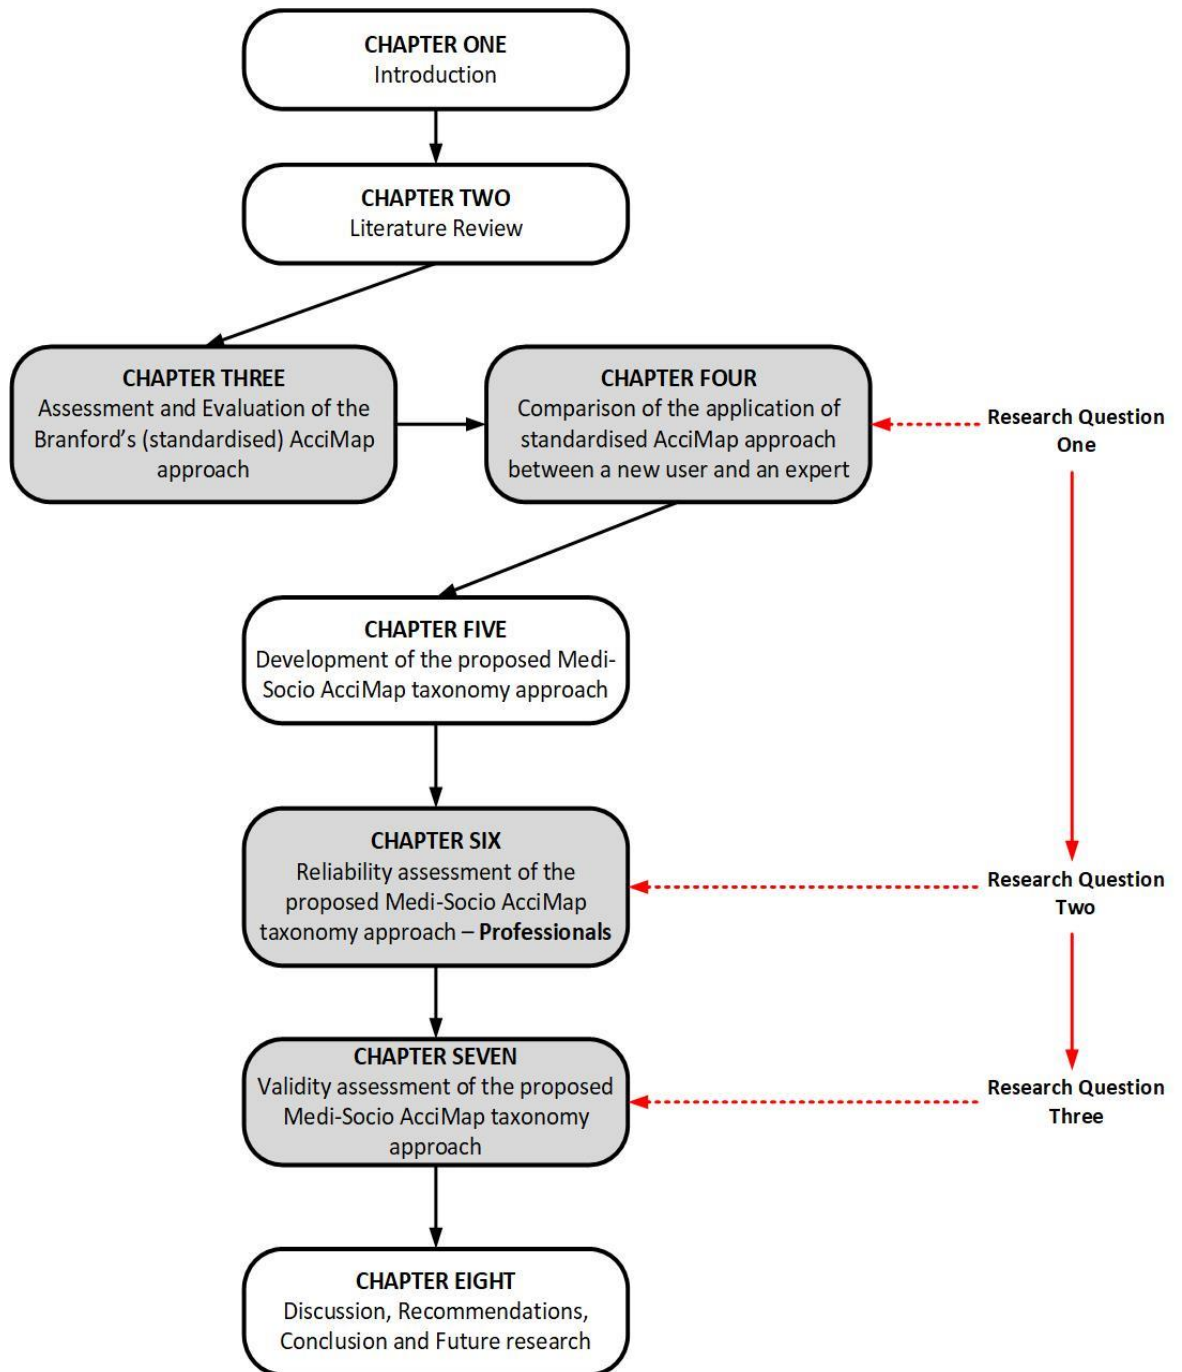 CHAPTER ONE
Introduction
CHAPTER TWO
Literature Review
CHAPTER THREE
Assessment and Evaluation of the
Branford’s (standardised) AcciMap
approach
CHAPTER FOUR
Comparison of the application of
standardised AcciMap approach
between a new user and an expert
Research Question
One
CHAPTER FIVE
Development of the proposed Medi-
Socio AcciMap taxonomy approach
CHAPTER SIX
Reliability assessment of the
proposed Medi-Socio AcciMap
taxonomy approach – Professionals
Research Question
Two
CHAPTER SEVEN
Validity assessment of the proposed
Medi-Socio AcciMap taxonomy
approach
Research Question
Three
CHAPTER EIGHT
Discussion, Recommendations,
Conclusion and Future research